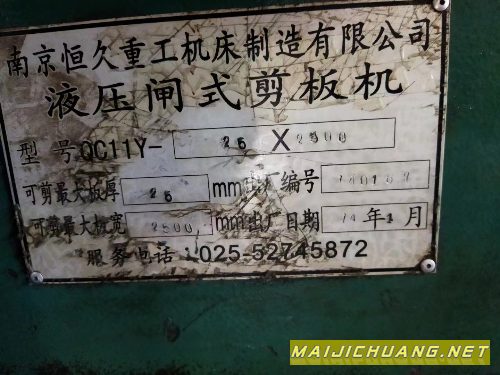 南京恒久重工机床制造有限公司
液压闸式剪板机
型号QC11Y- 25 X 2500
可剪最大板厚 25 mm 出厂编号
可剪最大板宽 2500 mm 出厂日期 14 年 月
服务电话:025-52745872
MAIJICHUANG.NET